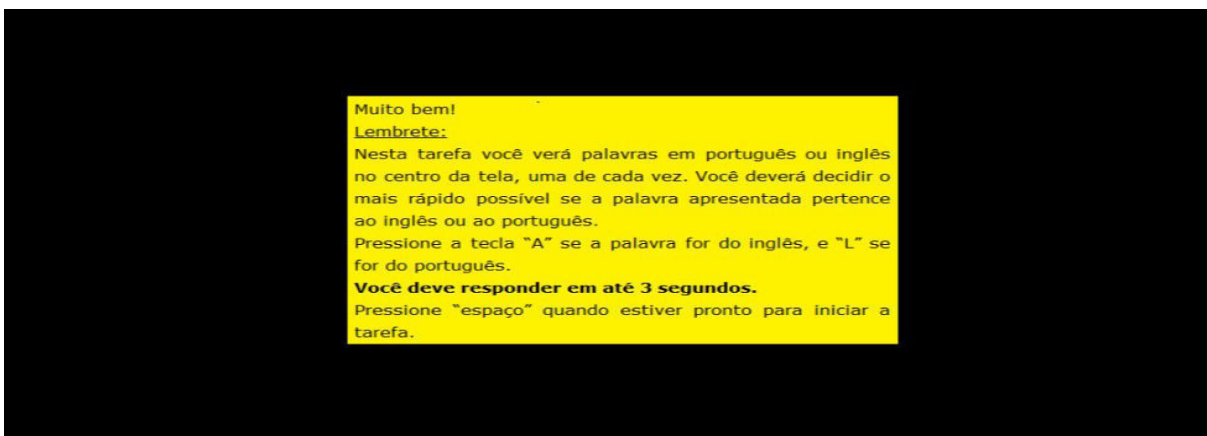 Muito bem!
Lembrete:
Nesta tarefa você verá palavras em português ou inglês
no centro da tela, uma de cada vez. Você deverá decidir o
mais rápido possível se a palavra apresentada pertence
ao inglês ou ao português.
Pressione a tecla “A” se a palavra for do inglês, e “L” se
for do português.
Você deve responder em até 3 segundos.
Pressione “espaço” quando estiver pronto para iniciar a
tarefa.